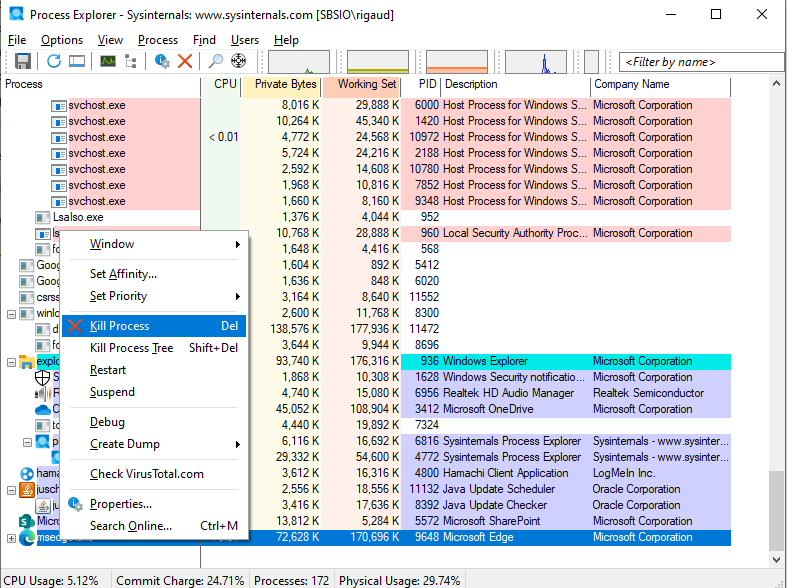 Process Explorer - Sysinternals: www.sysinternals.com [SBSIO\rigaud]
File Options View Process Find Users Help
<Filter by name>
Process CPU Private Bytes Working Set PID Description Company Name
svchost.exe 8,016 K 29,888 K 6000 Host Process for Windows S... Microsoft Corporation
svchost.exe 10,264 K 45,340 K 1420 Host Process for Windows S... Microsoft Corporation
svchost.exe < 0.01 4,772 K 24,568 K 10972 Host Process for Windows S... Microsoft Corporation
svchost.exe 5,724 K 24,216 K 2188 Host Process for Windows S... Microsoft Corporation
svchost.exe 2,592 K 14,608 K 10780 Host Process for Windows S... Microsoft Corporation
svchost.exe 1,968 K 10,816 K 7852 Host Process for Windows S... Microsoft Corporation
svchost.exe 1,660 K 8,160 K 9348 Host Process for Windows S... Microsoft Corporation
Lsalso.exe 1,376 K 4,044 K 952
10,768 K 28,888 K 960 Local Security Authority Proc... Microsoft Corporation
1,648 K 4,416 K 568
Goog 1,604 K 892 K 5412
Goog 1,636 K 848 K 6020
csrss 3,164 K 8,640 K 11552
winlo 2,600 K 11,768 K 8300
138,576 K 177,936 K 11472
3,644 K 9,944 K 8696
explo 93,740 K 176,316 K 936 Windows Explorer Microsoft Corporation
1,868 K 10,308 K 1628 Windows Security notificatio... Microsoft Corporation
4,740 K 15,080 K 6956 Realtek HD Audio Manager Realtek Semiconductor
45,052 K 108,904 K 3412 Microsoft OneDrive Microsoft Corporation
4,440 K 19,892 K 7324
6,116 K 16,692 K 6816 Sysinternals Process Explorer Sysinternals - www.sysinter...
29,332 K 54,600 K 4772 Sysinternals Process Explorer Sysinternals - www.sysinter...
hama 3,612 K 16,316 K 4800 Hamachi Client Application LogMeIn Inc.
jusch 2,556 K 18,556 K 11132 Java Update Scheduler Oracle Corporation
3,416 K 17,636 K 8392 Java Update Checker Oracle Corporation
Micro 13,812 K 5,284 K 5572 Microsoft SharePoint Microsoft Corporation
msedge.exe 72,628 K 170,696 K 9648 Microsoft Edge Microsoft Corporation
Window
Set Affinity...
Set Priority
Kill Process Del
Kill Process Tree Shift+Del
Restart
Suspend
Debug
Create Dump
Check VirusTotal.com
Properties...
Search Online... Ctrl+M
CPU Usage: 5.12% Commit Charge: 24.71% Processes: 172 Physical Usage: 29.74%